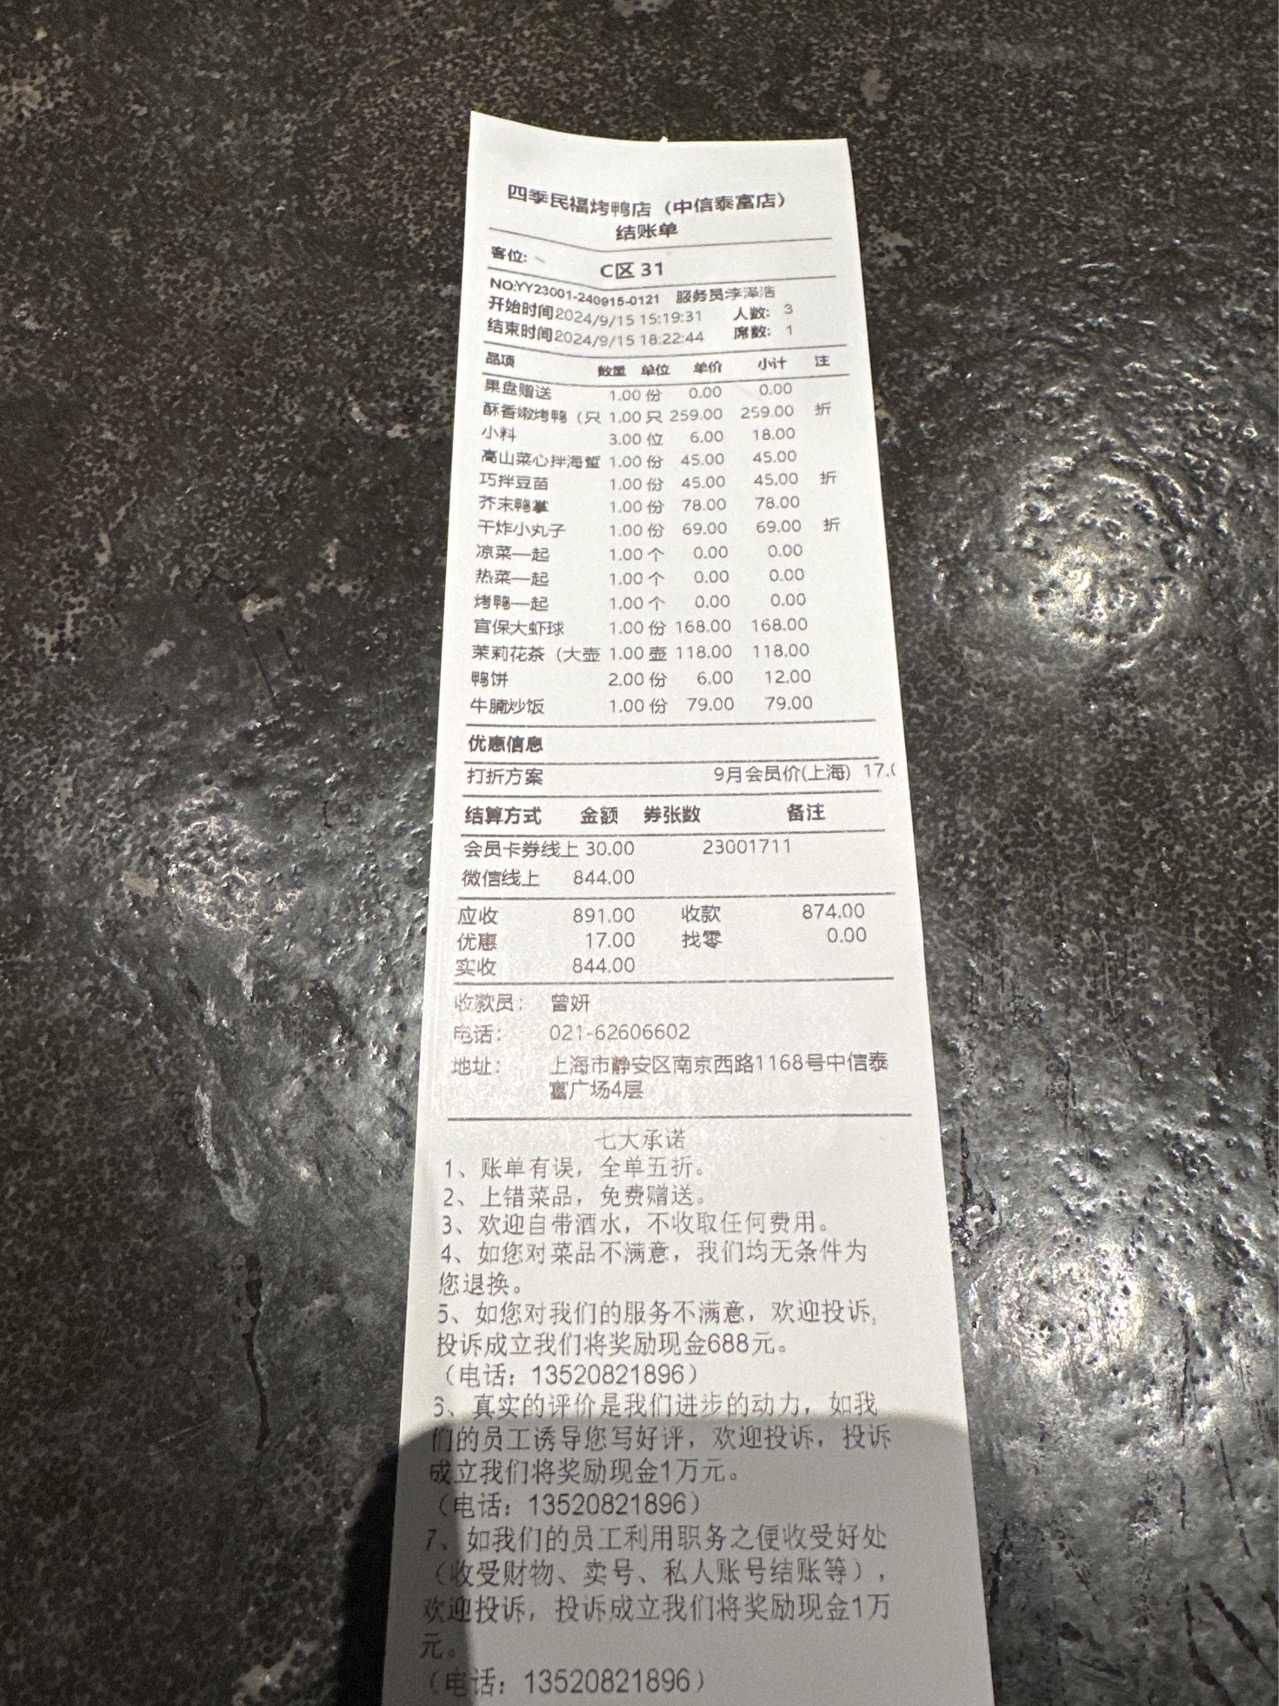 四季民福烤鸭店（中信泰富店）
结账单
客位: C区 31
NO:YY23001-240915-0121 服务员:李泽浩
开始时间2024/9/15 15:19:31 人数: 3
结束时间2024/9/15 18:22:44 席数: 1
品项 数量 单位 单价 小计 注
果盘赠送 1.00 份 0.00 0.00
酥香嫩烤鸭（只 1.00 只 259.00 259.00 折
小料 3.00 位 6.00 18.00
高山菜心拌海蜇 1.00 份 45.00 45.00
巧拌豆苗 1.00 份 45.00 45.00 折
芥末鸭掌 1.00 份 78.00 78.00
干炸小丸子 1.00 份 69.00 69.00 折
凉菜一起 1.00 个 0.00 0.00
热菜一起 1.00 个 0.00 0.00
烤鸭一起 1.00 个 0.00 0.00
宫保大虾球 1.00 份 168.00 168.00
茉莉花茶（大壶 1.00 壶 118.00 118.00
鸭饼 2.00 份 6.00 12.00
牛腩炒饭 1.00 份 79.00 79.00
优惠信息
打折方案 9月会员价(上海) 17.0
结算方式 金额 券张数 备注
会员卡券线上 30.00 23001711
微信线上 844.00
应收 891.00 收款 874.00
优惠 17.00 找零 0.00
实收 844.00
收款员： 曾妍
电话： 021-62606602
地址： 上海市静安区南京西路1168号中信泰
富广场4层
七大承诺
1、账单有误，全单五折。
2、上错菜品，免费赠送。
3、欢迎自带酒水，不收取任何费用。
4、如您对菜品不满意，我们均无条件为
您退换。
5、如您对我们的服务不满意，欢迎投诉，
投诉成立我们将奖励现金688元。
（电话：13520821896）
6、真实的评价是我们进步的动力，如我
们的员工诱导您写好评，欢迎投诉，投诉
成立我们将奖励现金1万元。
（电话：13520821896）
7、如我们的员工利用职务之便收受好处
（收受财物、卖号、私人账号结账等），
欢迎投诉，投诉成立我们将奖励现金1万
元。
（电话：13520821896）